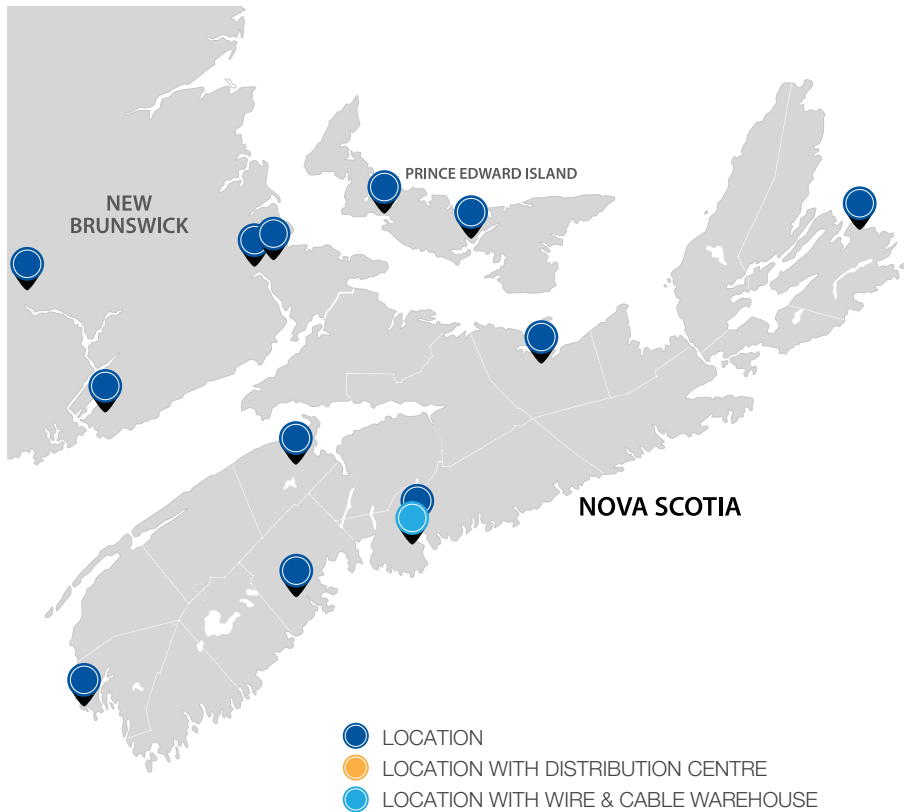 PRINCE EDWARD ISLAND
NEW
BRUNSWICK
NOVA SCOTIA
LOCATION
LOCATION WITH DISTRIBUTION CENTRE
LOCATION WITH WIRE & CABLE WAREHOUSE